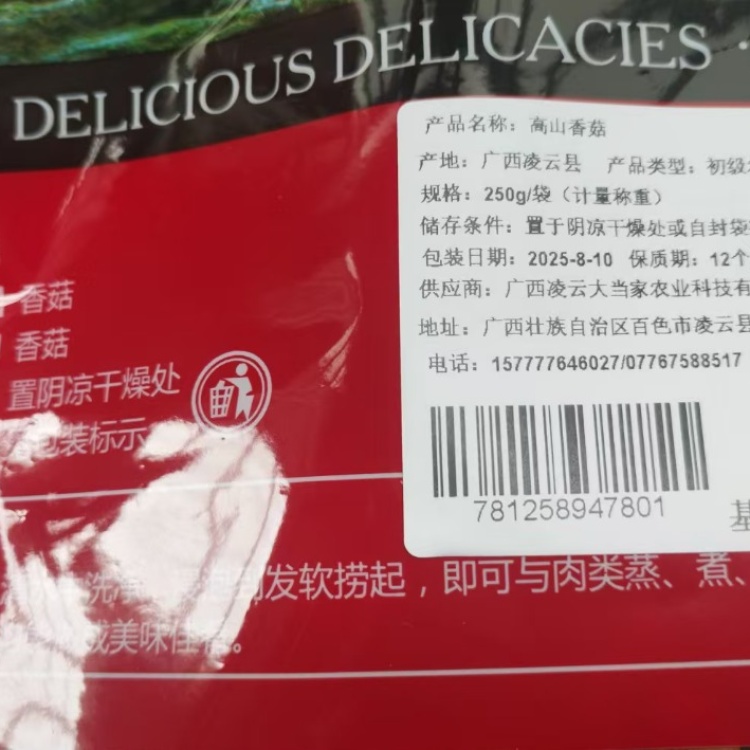 DELICIOUS DELICACIES ·
产品名称：高山香菇
产地：广西凌云县 产品类型：初级
规格：250g/袋（计量称重）
储存条件：置于阴凉干燥处或自封袋
包装日期：2025-8-10 保质期：12个
供应商：广西凌云大当家农业科技有
地址：广西壮族自治区百色市凌云县
电话：157777646027/07767588517
781258947801
香菇
香菇
置阴凉干燥处
包装标示
洗净 发软捞起，即可与肉类蒸、煮、
成美味佳肴。